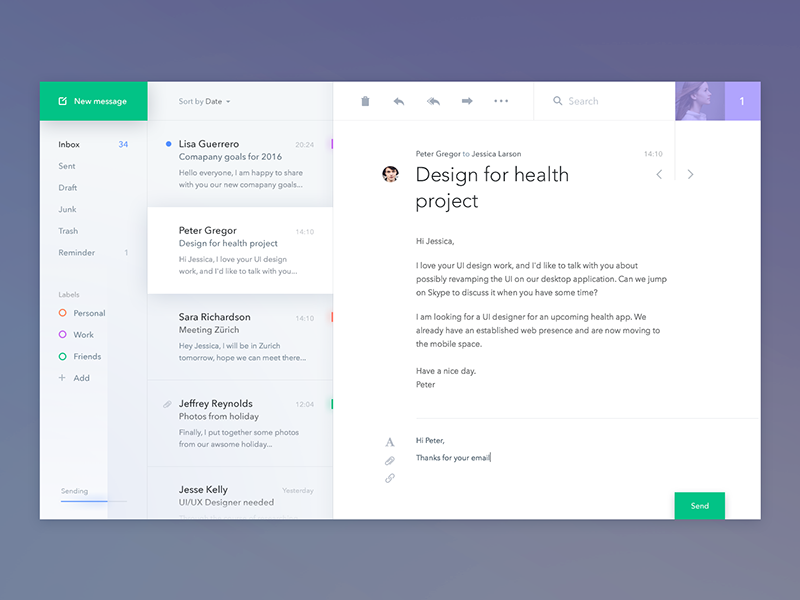 New message
Inbox 34
Sent
Draft
Junk
Trash
Reminder 1
Labels
Personal
Work
Friends
Add
Sending
Sort by Date
Lisa Guerrero 20:24
Comapany goals for 2016
Hello everyone, I am happy to share
with you our new comapany goals...
Peter Gregor 14:10
Design for health project
Hi Jessica, I love your UI design
work, and I'd like to talk with you...
Sara Richardson 14:10
Meeting Zürich
Hey Jessica, I will be in Zurich
tomorrow, hope we can meet there...
Jeffrey Reynolds 12:04
Photos from holiday
Finally, I put together some photos
from our awsome holiday...
Jesse Kelly Yesterday
UI/UX Designer needed
Search
1
Peter Gregor to Jessica Larson 14:10
Design for health
project
Hi Jessica,
I love your UI design work, and I'd like to talk with you about
possibly revamping the UI on our desktop application. Can we jump
on Skype to discuss it when you have some time?
I am looking for a UI designer for an upcoming health app. We
already have an established web presence and are now moving to
the mobile space.
Have a nice day.
Peter
A
Hi Peter,
Thanks for your email
Send